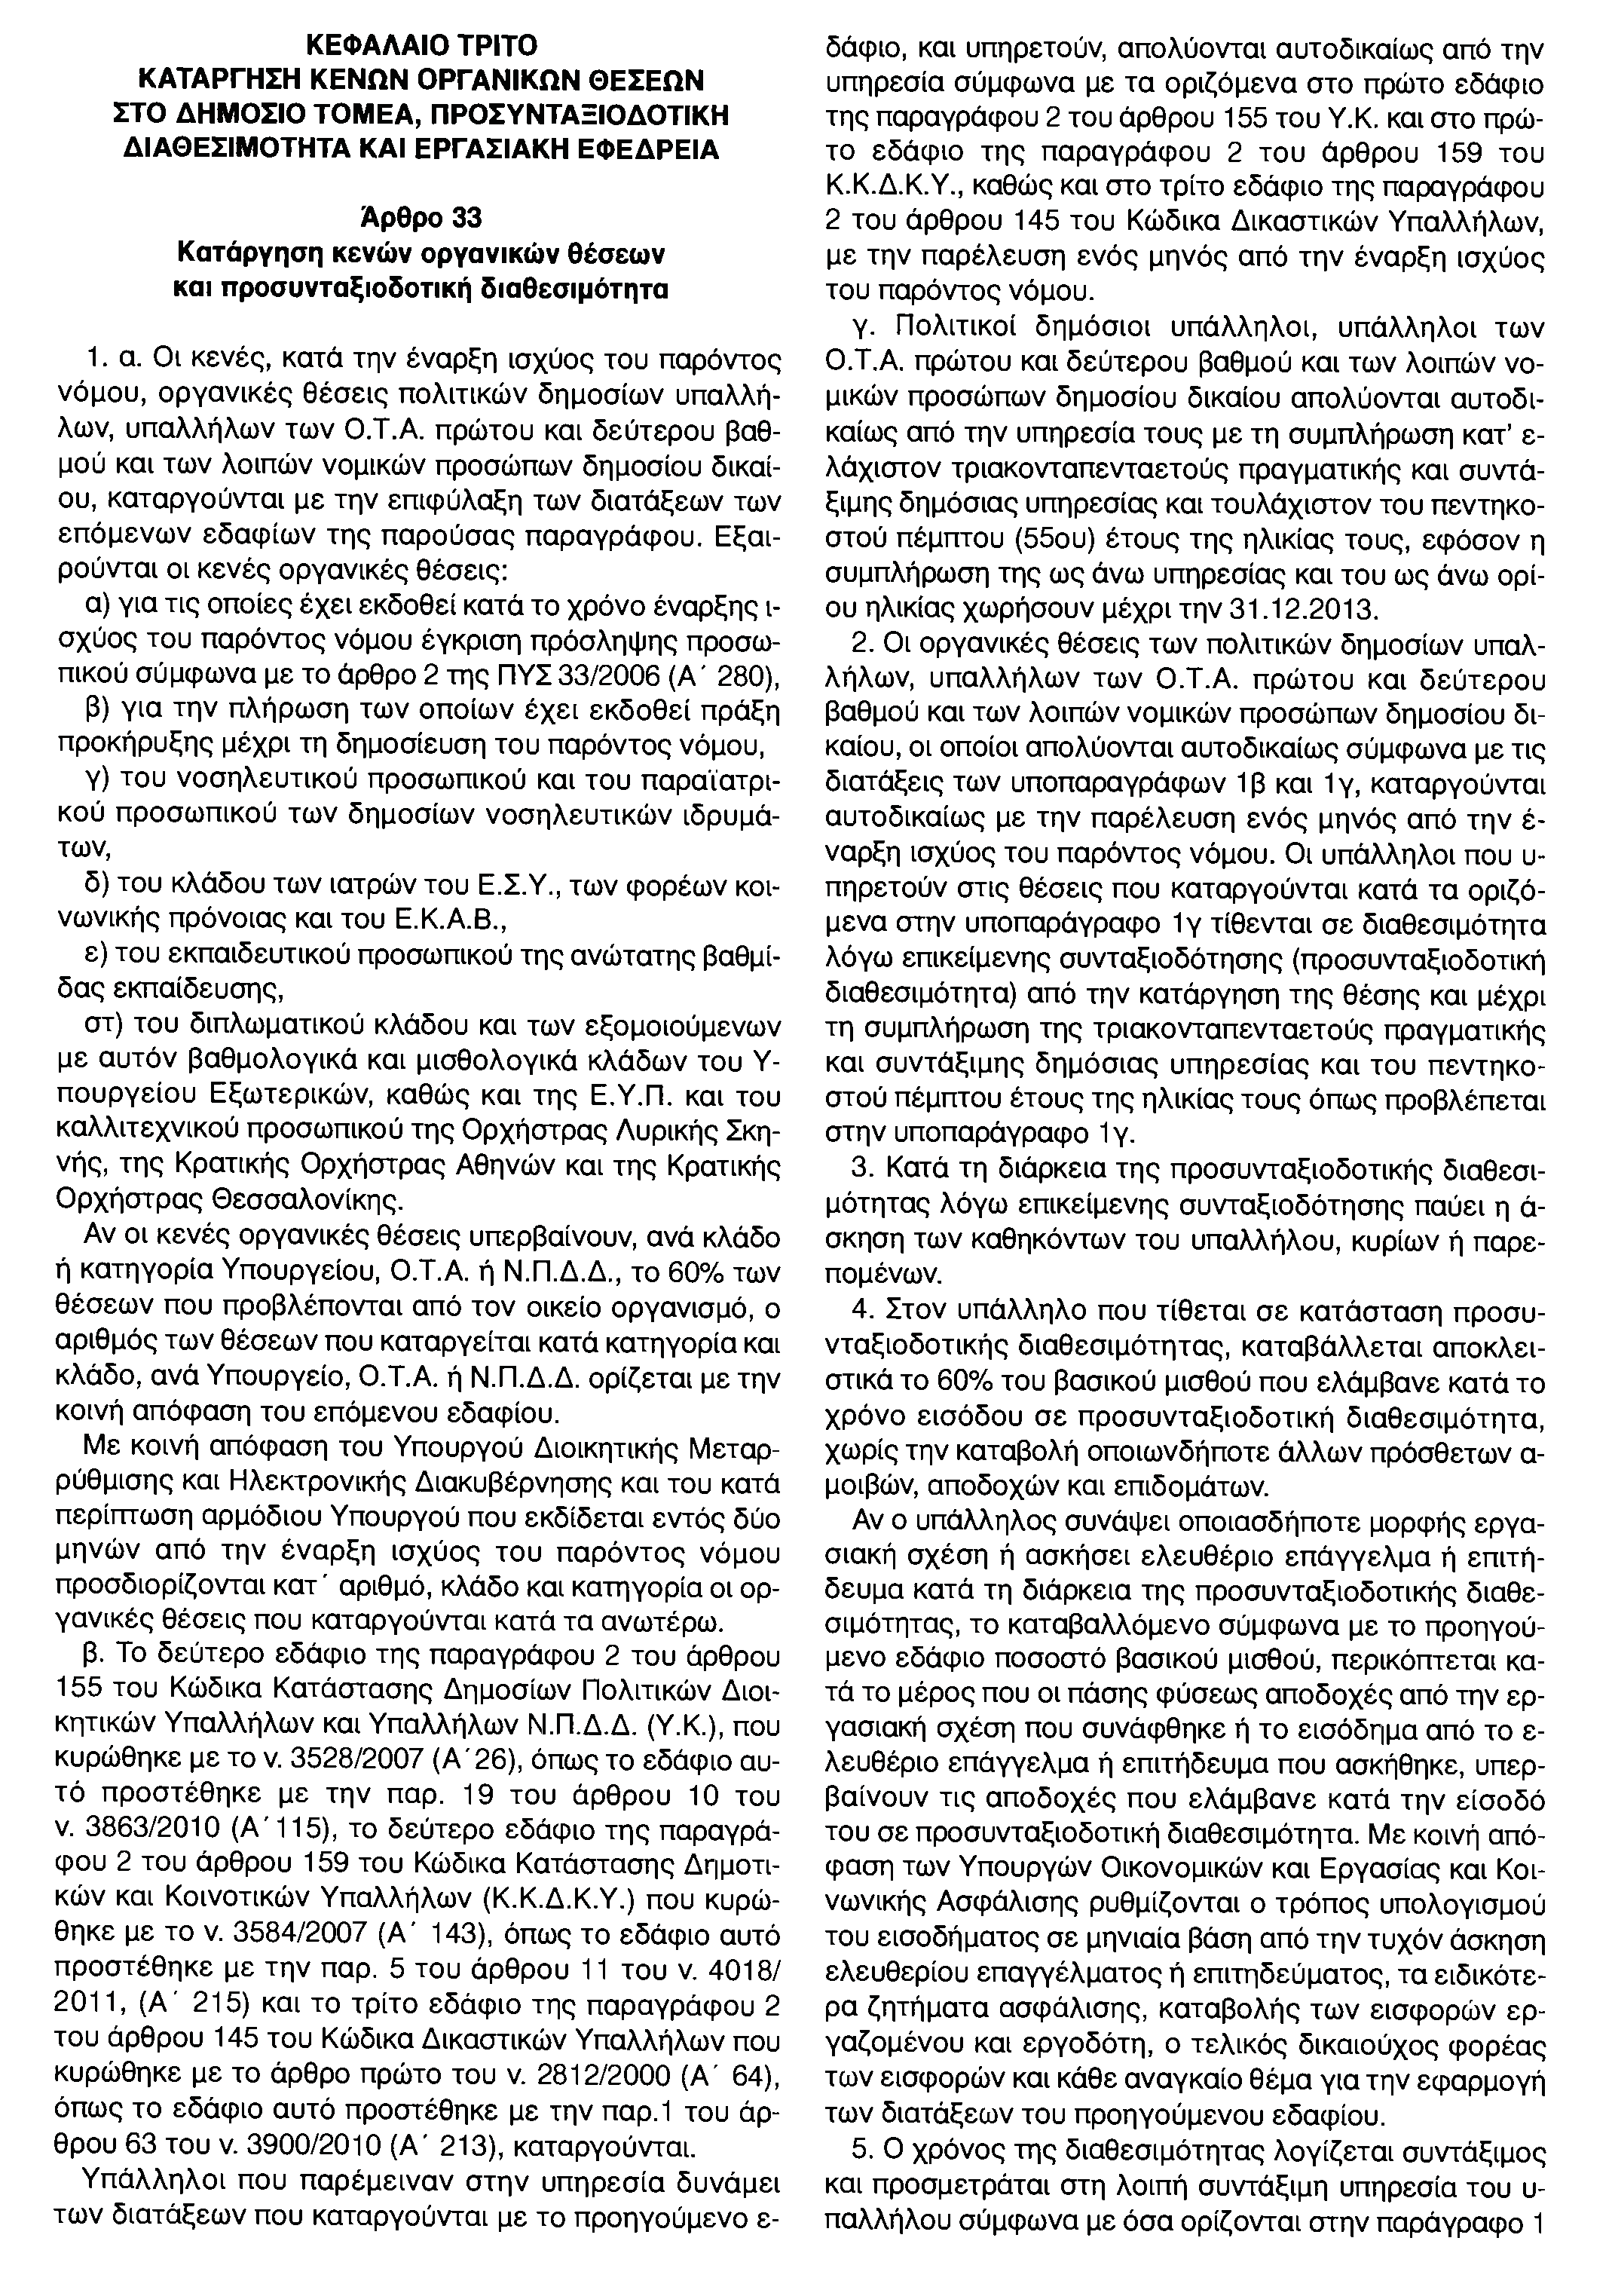 ΚΕΦΑΛΑΙΟ ΤΡΙΤΟ
ΚΑΤΑΡΓΗΣΗ ΚΕΝΩΝ ΟΡΓΑΝΙΚΩΝ ΘΕΣΕΩΝ
ΣΤΟ ΔΗΜΟΣΙΟ ΤΟΜΕΑ, ΠΡΟΣΥΝΤΑΞΙΟΔΟΤΙΚΗ
ΔΙΑΘΕΣΙΜΟΤΗΤΑ ΚΑΙ ΕΡΓΑΣΙΑΚΗ ΕΦΕΔΡΕΙΑ
Άρθρο 33
Κατάργηση κενών οργανικών θέσεων
και προσυνταξιοδοτική διαθεσιμότητα
1. α. Οι κενές, κατά την έναρξη ισχύος του παρόντος
νόμου, οργανικές θέσεις πολιτικών δημοσίων υπαλλή-
λων, υπαλλήλων των Ο.Τ.Α. πρώτου και δεύτερου βαθ-
μού και των λοιπών νομικών προσώπων δημοσίου δικαί-
ου, καταργούνται με την επιφύλαξη των διατάξεων των
επόμενων εδαφίων της παρούσας παραγράφου. Εξαι-
ρούνται οι κενές οργανικές θέσεις:
α) για τις οποίες έχει εκδοθεί κατά το χρόνο έναρξης ι-
σχύος του παρόντος νόμου έγκριση πρόσληψης προσω-
πικού σύμφωνα με το άρθρο 2 της ΠΥΣ 33/2006 (Α΄ 280),
β) για την πλήρωση των οποίων έχει εκδοθεί πράξη
προκήρυξης μέχρι τη δημοσίευση του παρόντος νόμου,
γ) του νοσηλευτικού προσωπικού και του παραϊατρι-
κού προσωπικού των δημοσίων νοσηλευτικών ιδρυμά-
των,
δ) του κλάδου των ιατρών του Ε.Σ.Υ., των φορέων κοι-
νωνικής πρόνοιας και του Ε.Κ.Α.Β.,
ε) του εκπαιδευτικού προσωπικού της ανώτατης βαθμί-
δας εκπαίδευσης,
στ) του διπλωματικού κλάδου και των εξομοιούμενων
με αυτόν βαθμολογικά και μισθολογικά κλάδων του Υ-
πουργείου Εξωτερικών, καθώς και της Ε.Υ.Π. και του
καλλιτεχνικού προσωπικού της Ορχήστρας Λυρικής Σκη-
νής, της Κρατικής Ορχήστρας Αθηνών και της Κρατικής
Ορχήστρας Θεσσαλονίκης.
Αν οι κενές οργανικές θέσεις υπερβαίνουν, ανά κλάδο
ή κατηγορία Υπουργείου, Ο.Τ.Α. ή Ν.Π.Δ.Δ., το 60% των
θέσεων που προβλέπονται από τον οικείο οργανισμό, ο
αριθμός των θέσεων που καταργείται κατά κατηγορία και
κλάδο, ανά Υπουργείο, Ο.Τ.Α. ή Ν.Π.Δ.Δ. ορίζεται με την
κοινή απόφαση του επόμενου εδαφίου.
Με κοινή απόφαση του Υπουργού Διοικητικής Μεταρ-
ρύθμισης και Ηλεκτρονικής Διακυβέρνησης και του κατά
περίπτωση αρμόδιου Υπουργού που εκδίδεται εντός δύο
μηνών από την έναρξη ισχύος του παρόντος νόμου
προσδιορίζονται κατ΄ αριθμό, κλάδο και κατηγορία οι ορ-
γανικές θέσεις που καταργούνται κατά τα ανωτέρω.
β. Το δεύτερο εδάφιο της παραγράφου 2 του άρθρου
155 του Κώδικα Κατάστασης Δημοσίων Πολιτικών Διοι-
κητικών Υπαλλήλων και Υπαλλήλων Ν.Π.Δ.Δ. (Υ.Κ.), που
κυρώθηκε με το ν. 3528/2007 (Α΄26), όπως το εδάφιο αυ-
τό προστέθηκε με την παρ. 19 του άρθρου 10 του
ν. 3863/2010 (Α΄115), το δεύτερο εδάφιο της παραγρά-
φου 2 του άρθρου 159 του Κώδικα Κατάστασης Δημοτι-
κών και Κοινοτικών Υπαλλήλων (Κ.Κ.Δ.Κ.Υ.) που κυρώ-
θηκε με το ν. 3584/2007 (Α΄ 143), όπως το εδάφιο αυτό
προστέθηκε με την παρ. 5 του άρθρου 11 του ν. 4018/
2011, (Α΄ 215) και το τρίτο εδάφιο της παραγράφου 2
του άρθρου 145 του Κώδικα Δικαστικών Υπαλλήλων που
κυρώθηκε με το άρθρο πρώτο του ν. 2812/2000 (Α΄ 64),
όπως το εδάφιο αυτό προστέθηκε με την παρ.1 του άρ-
θρου 63 του ν. 3900/2010 (Α΄ 213), καταργούνται.
Υπάλληλοι που παρέμειναν στην υπηρεσία δυνάμει
των διατάξεων που καταργούνται με το προηγούμενο ε-
δάφιο, και υπηρετούν, απολύονται αυτοδικαίως από την
υπηρεσία σύμφωνα με τα οριζόμενα στο πρώτο εδάφιο
της παραγράφου 2 του άρθρου 155 του Υ.Κ. και στο πρώ-
το εδάφιο της παραγράφου 2 του άρθρου 159 του
Κ.Κ.Δ.Κ.Υ., καθώς και στο τρίτο εδάφιο της παραγράφου
2 του άρθρου 145 του Κώδικα Δικαστικών Υπαλλήλων,
με την παρέλευση ενός μηνός από την έναρξη ισχύος
του παρόντος νόμου.
γ. Πολιτικοί δημόσιοι υπάλληλοι, υπάλληλοι των
Ο.Τ.Α. πρώτου και δεύτερου βαθμού και των λοιπών νο-
μικών προσώπων δημοσίου δικαίου απολύονται αυτοδι-
καίως από την υπηρεσία τους με τη συμπλήρωση κατ’ ε-
λάχιστον τριακονταπενταετούς πραγματικής και συντά-
ξιμης δημόσιας υπηρεσίας και τουλάχιστον του πεντηκο-
στού πέμπτου (55ου) έτους της ηλικίας τους, εφόσον η
συμπλήρωση της ως άνω υπηρεσίας και του ως άνω ορί-
ου ηλικίας χωρήσουν μέχρι την 31.12.2013.
2. Οι οργανικές θέσεις των πολιτικών δημοσίων υπαλ-
λήλων, υπαλλήλων των Ο.Τ.Α. πρώτου και δεύτερου
βαθμού και των λοιπών νομικών προσώπων δημοσίου δι-
καίου, οι οποίοι απολύονται αυτοδικαίως σύμφωνα με τις
διατάξεις των υποπαραγράφων 1β και 1γ, καταργούνται
αυτοδικαίως με την παρέλευση ενός μηνός από την έ-
ναρξη ισχύος του παρόντος νόμου. Οι υπάλληλοι που υ-
πηρετούν στις θέσεις που καταργούνται κατά τα οριζό-
μενα στην υποπαράγραφο 1γ τίθενται σε διαθεσιμότητα
λόγω επικείμενης συνταξιοδότησης (προσυνταξιοδοτική
διαθεσιμότητα) από την κατάργηση της θέσης και μέχρι
τη συμπλήρωση της τριακονταπενταετούς πραγματικής
και συντάξιμης δημόσιας υπηρεσίας και του πεντηκο-
στού πέμπτου έτους της ηλικίας τους όπως προβλέπεται
στην υποπαράγραφο 1γ.
3. Κατά τη διάρκεια της προσυνταξιοδοτικής διαθεσι-
μότητας λόγω επικείμενης συνταξιοδότησης παύει η ά-
σκηση των καθηκόντων του υπαλλήλου, κυρίων ή παρε-
πομένων.
4. Στον υπάλληλο που τίθεται σε κατάσταση προσυ-
νταξιοδοτικής διαθεσιμότητας, καταβάλλεται αποκλει-
στικά το 60% του βασικού μισθού που ελάμβανε κατά το
χρόνο εισόδου σε προσυνταξιοδοτική διαθεσιμότητα,
χωρίς την καταβολή οποιωνδήποτε άλλων πρόσθετων α-
μοιβών, αποδοχών και επιδομάτων.
Αν ο υπάλληλος συνάψει οποιασδήποτε μορφής εργα-
σιακή σχέση ή ασκήσει ελευθέριο επάγγελμα ή επιτή-
δευμα κατά τη διάρκεια της προσυνταξιοδοτικής διαθε-
σιμότητας, το καταβαλλόμενο σύμφωνα με το προηγού-
μενο εδάφιο ποσοστό βασικού μισθού, περικόπτεται κα-
τά το μέρος που οι πάσης φύσεως αποδοχές από την ερ-
γασιακή σχέση που συνάφθηκε ή το εισόδημα από το ε-
λευθέριο επάγγελμα ή επιτήδευμα που ασκήθηκε, υπερ-
βαίνουν τις αποδοχές που ελάμβανε κατά την είσοδό
του σε προσυνταξιοδοτική διαθεσιμότητα. Με κοινή από-
φαση των Υπουργών Οικονομικών και Εργασίας και Κοι-
νωνικής Ασφάλισης ρυθμίζονται ο τρόπος υπολογισμού
του εισοδήματος σε μηνιαία βάση από την τυχόν άσκηση
ελευθερίου επαγγέλματος ή επιτηδεύματος, τα ειδικότε-
ρα ζητήματα ασφάλισης, καταβολής των εισφορών ερ-
γαζομένου και εργοδότη, ο τελικός δικαιούχος φορέας
των εισφορών και κάθε αναγκαίο θέμα για την εφαρμογή
των διατάξεων του προηγούμενου εδαφίου.
5. Ο χρόνος της διαθεσιμότητας λογίζεται συντάξιμος
και προσμετράται στη λοιπή συντάξιμη υπηρεσία του υ-
παλλήλου σύμφωνα με όσα ορίζονται στην παράγραφο 1